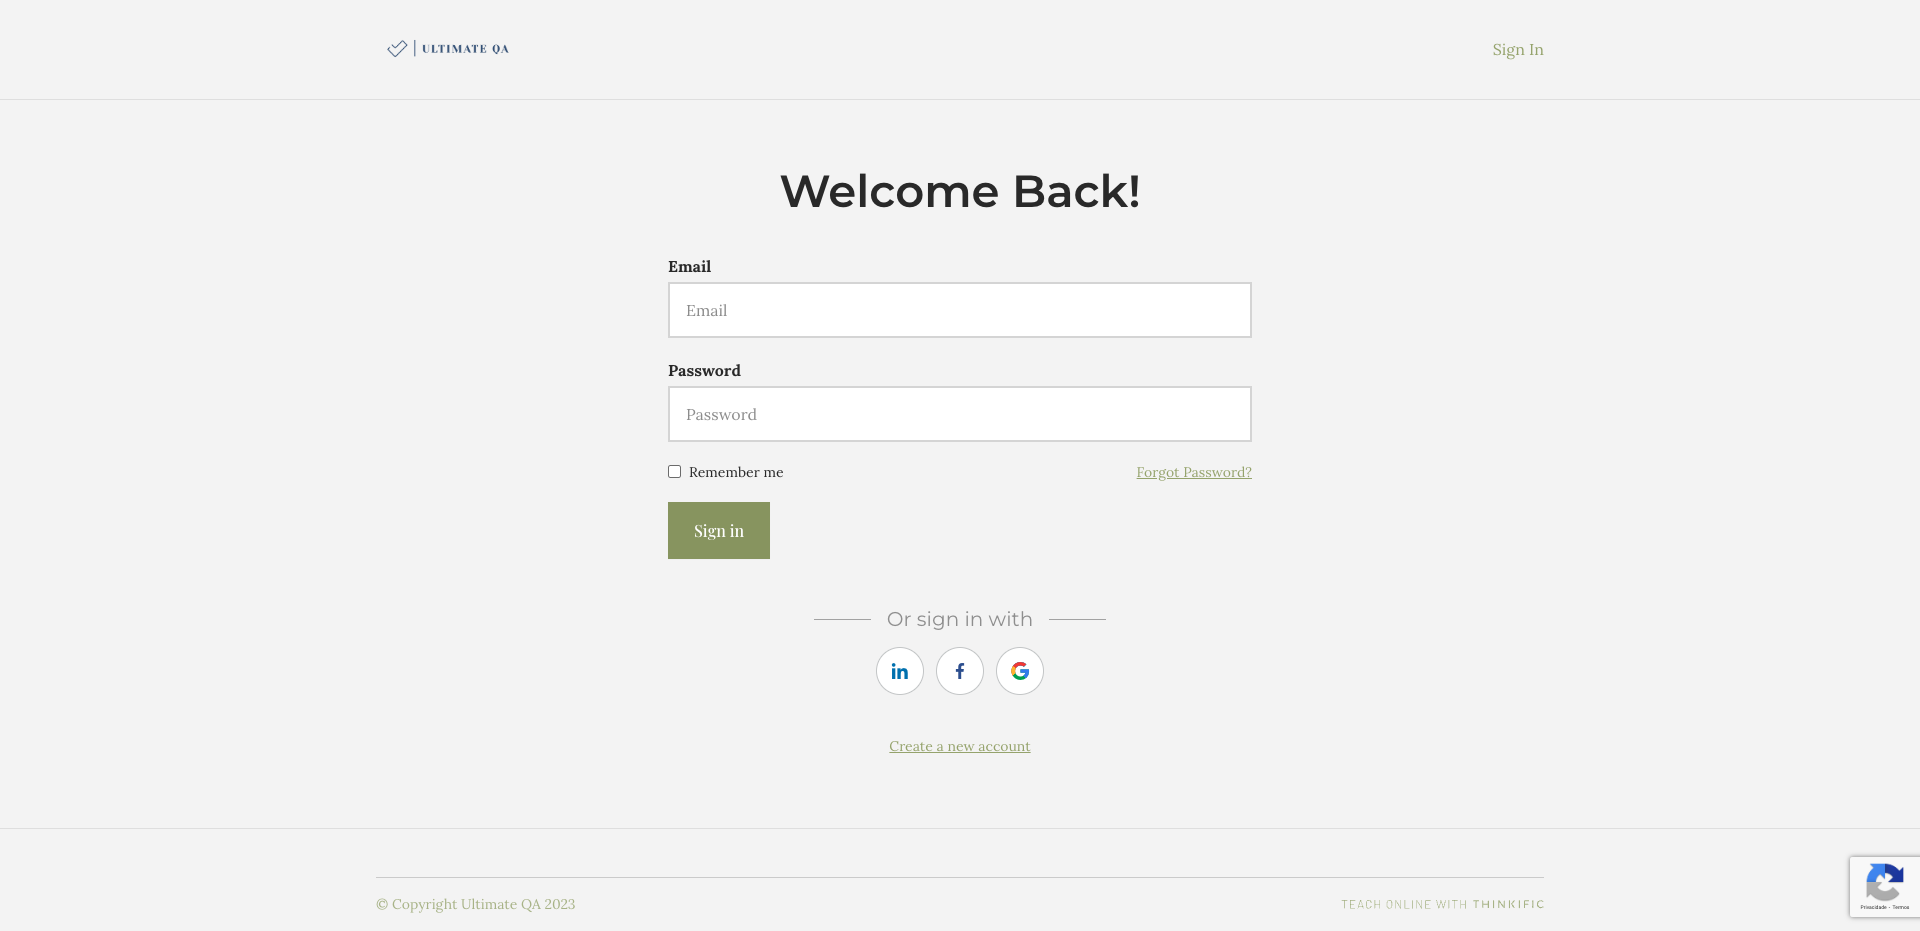 ULTIMATE QA
Sign In
Welcome Back!
Email
Email
Password
Password
Remember me
Forgot Password?
Sign in
Or sign in with
in f G
Create a new account
© Copyright Ultimate QA 2023
TEACH ONLINE WITH THINKIFIC
Privacidade - Termos